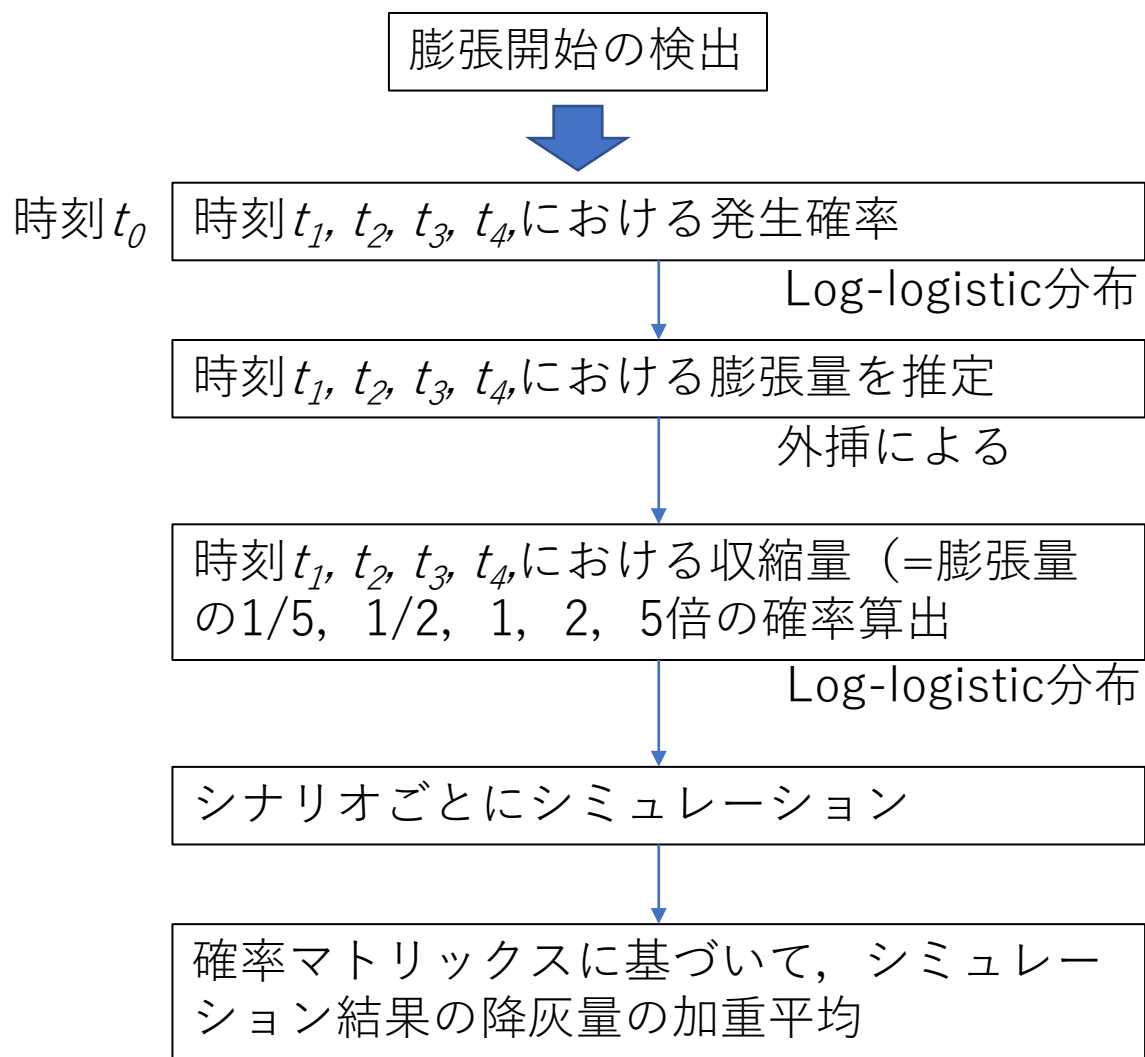 膨張開始の検出
時刻t0
時刻t1, t2, t3, t4,における発生確率
Log-logistic分布
時刻t1, t2, t3, t4,における膨張量を推定
外挿による
時刻t1, t2, t3, t4,における収縮量（=膨張量
の1/5，1/2，1，2，5倍の確率算出
Log-logistic分布
シナリオごとにシミュレーション
確率マトリックスに基づいて，シミュレー
ション結果の降灰量の加重平均